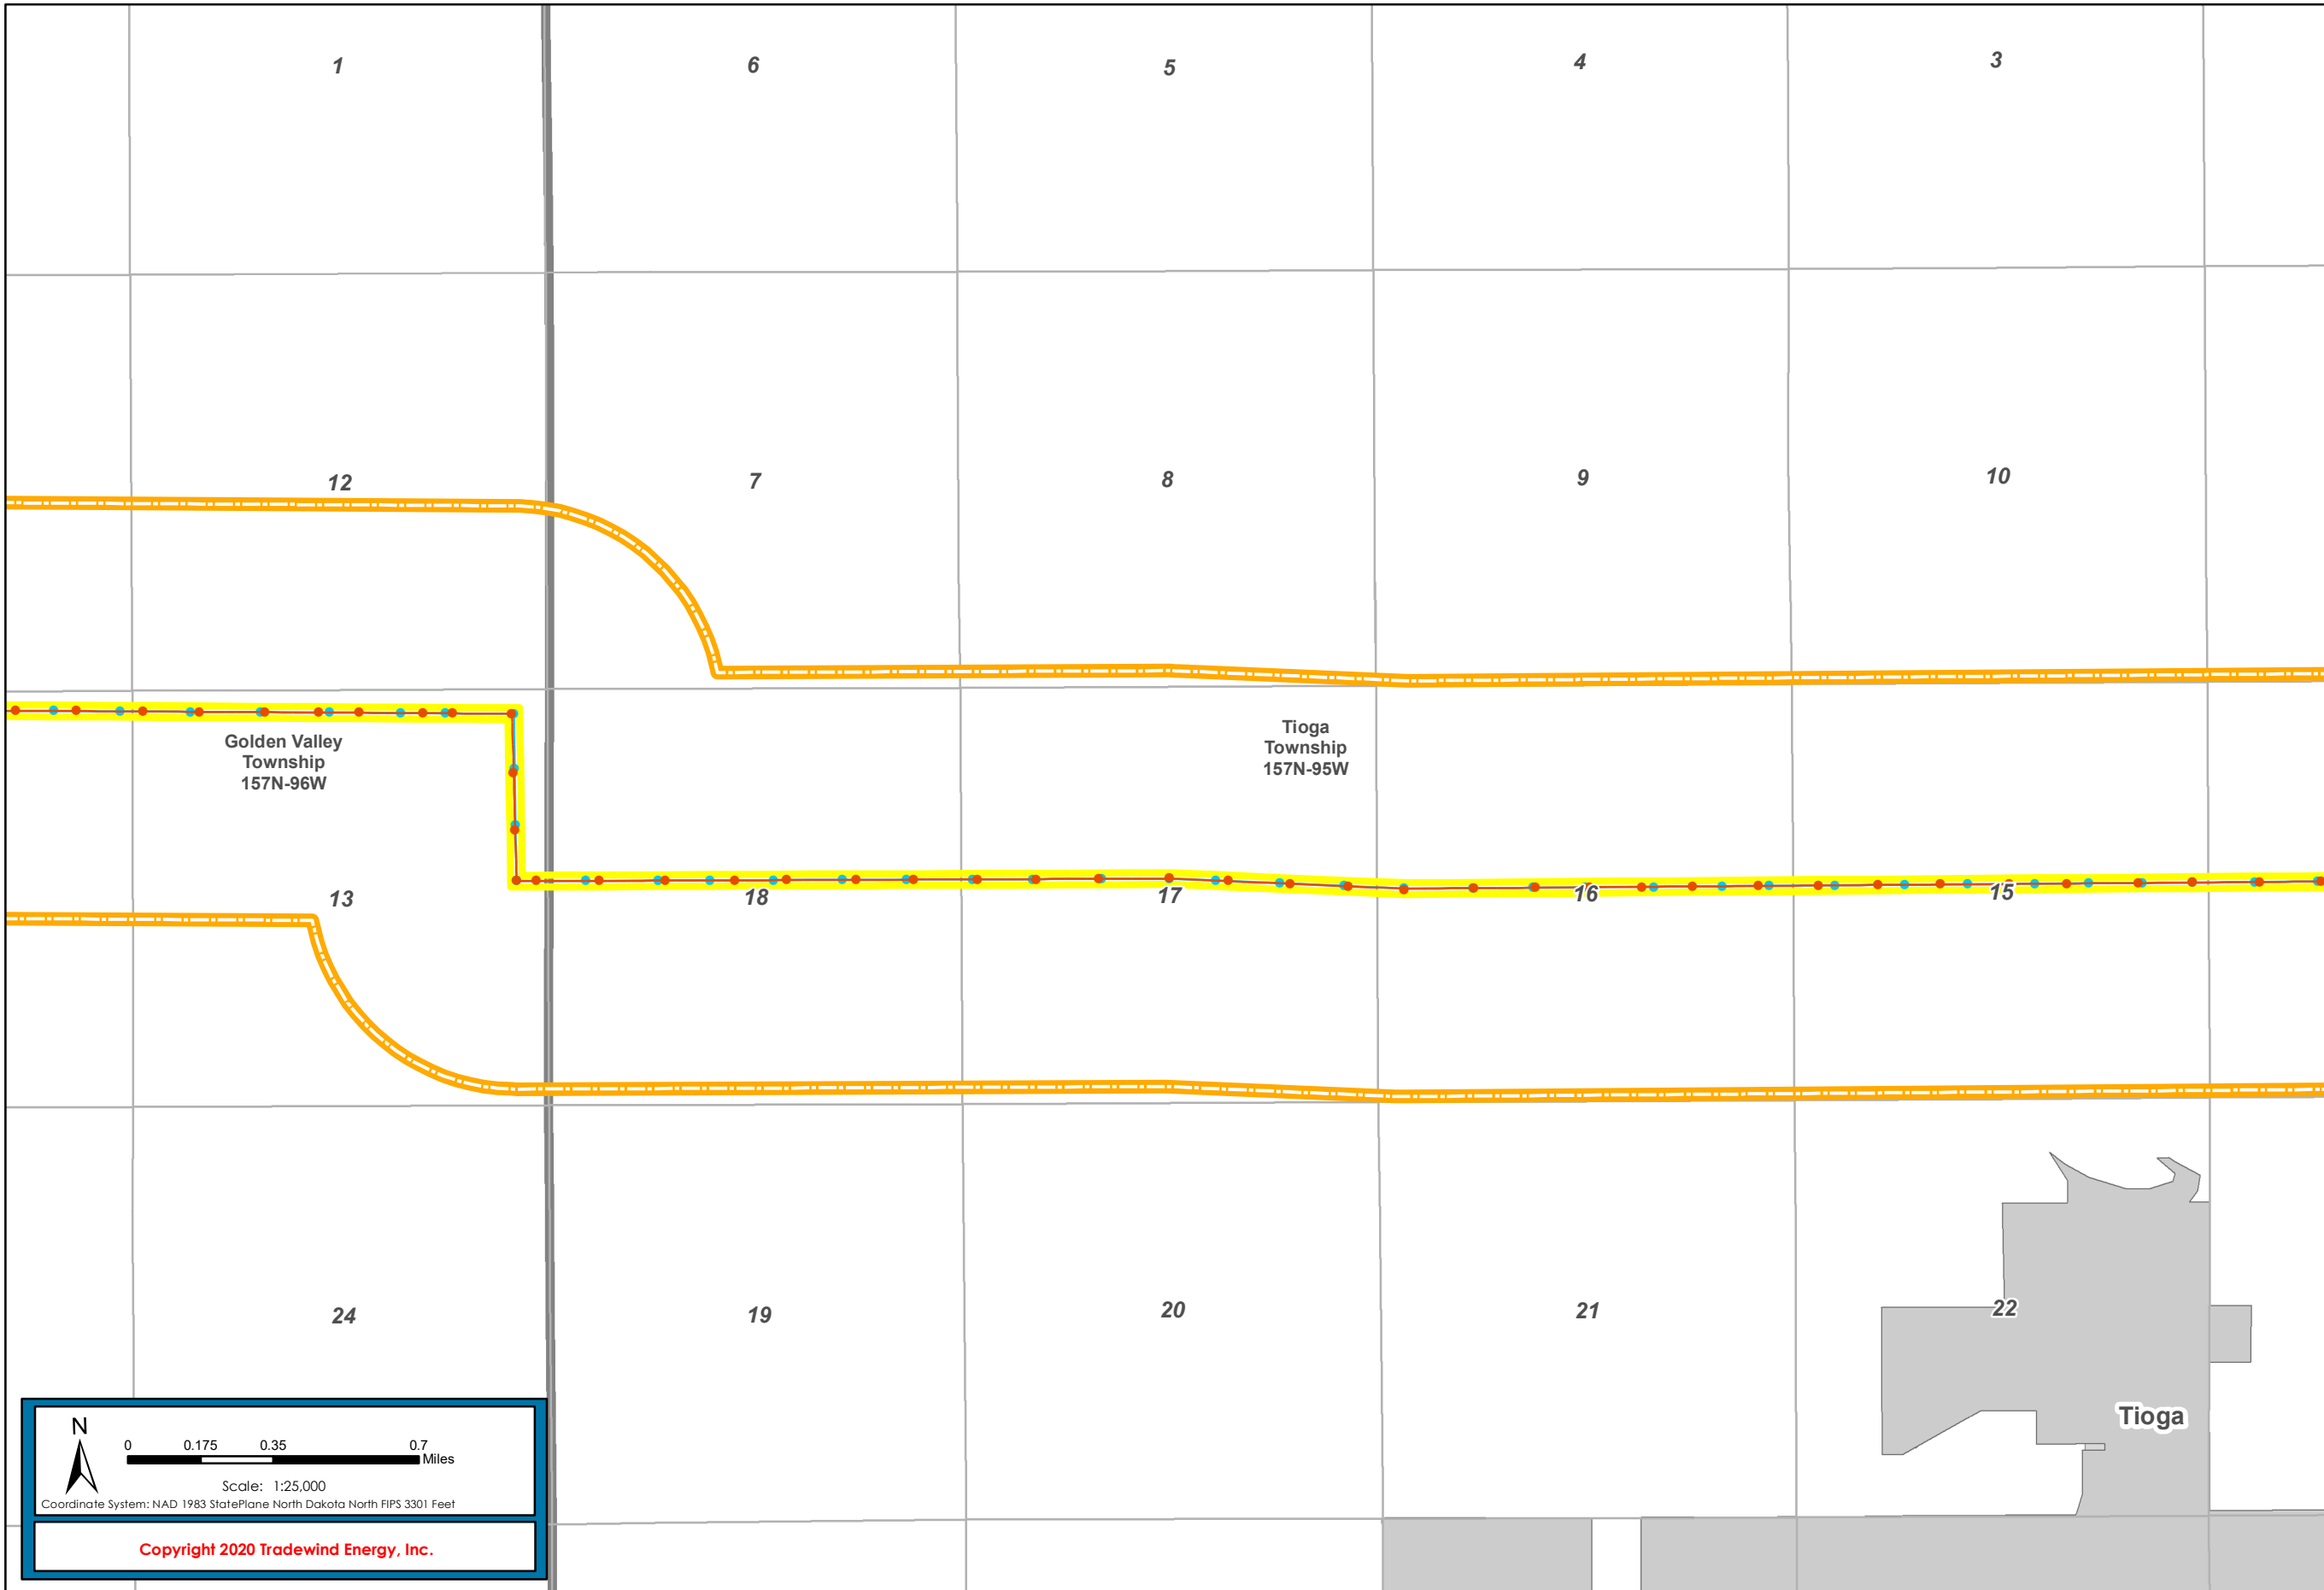 1
6
5
4
3
12
7
8
9
10
Golden Valley
Township
157N-96W
Tioga
Township
157N-95W
13
18
17
16
15
24
19
20
21
22
Tioga
N
0 0.175 0.35 0.7
Miles
Scale: 1:25,000
Coordinate System: NAD 1983 StatePlane North Dakota North FIPS 3301 Feet
Copyright 2020 Tradewind Energy, Inc.